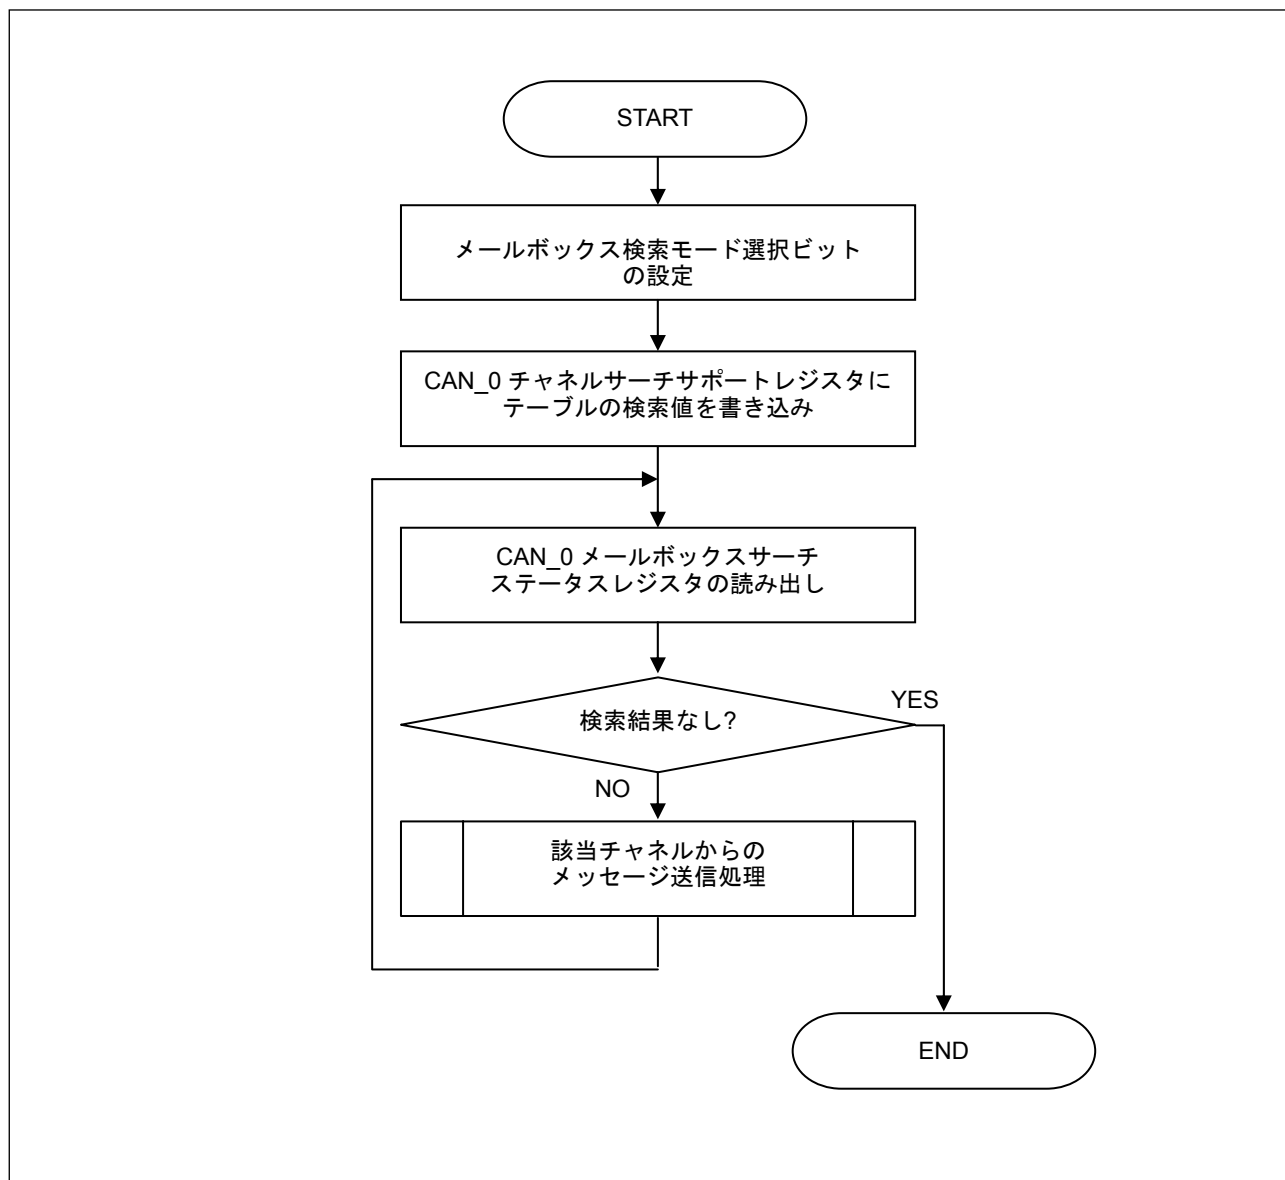 START
メールボックス検索モード選択ビット
の設定
CAN_0 チャネルサーチサポートレジスタに
テーブルの検索値を書き込み
CAN_0 メールボックスサーチ
ステータスレジスタの読み出し
検索結果なし?
YES
NO
該当チャネルからの
メッセージ送信処理
END